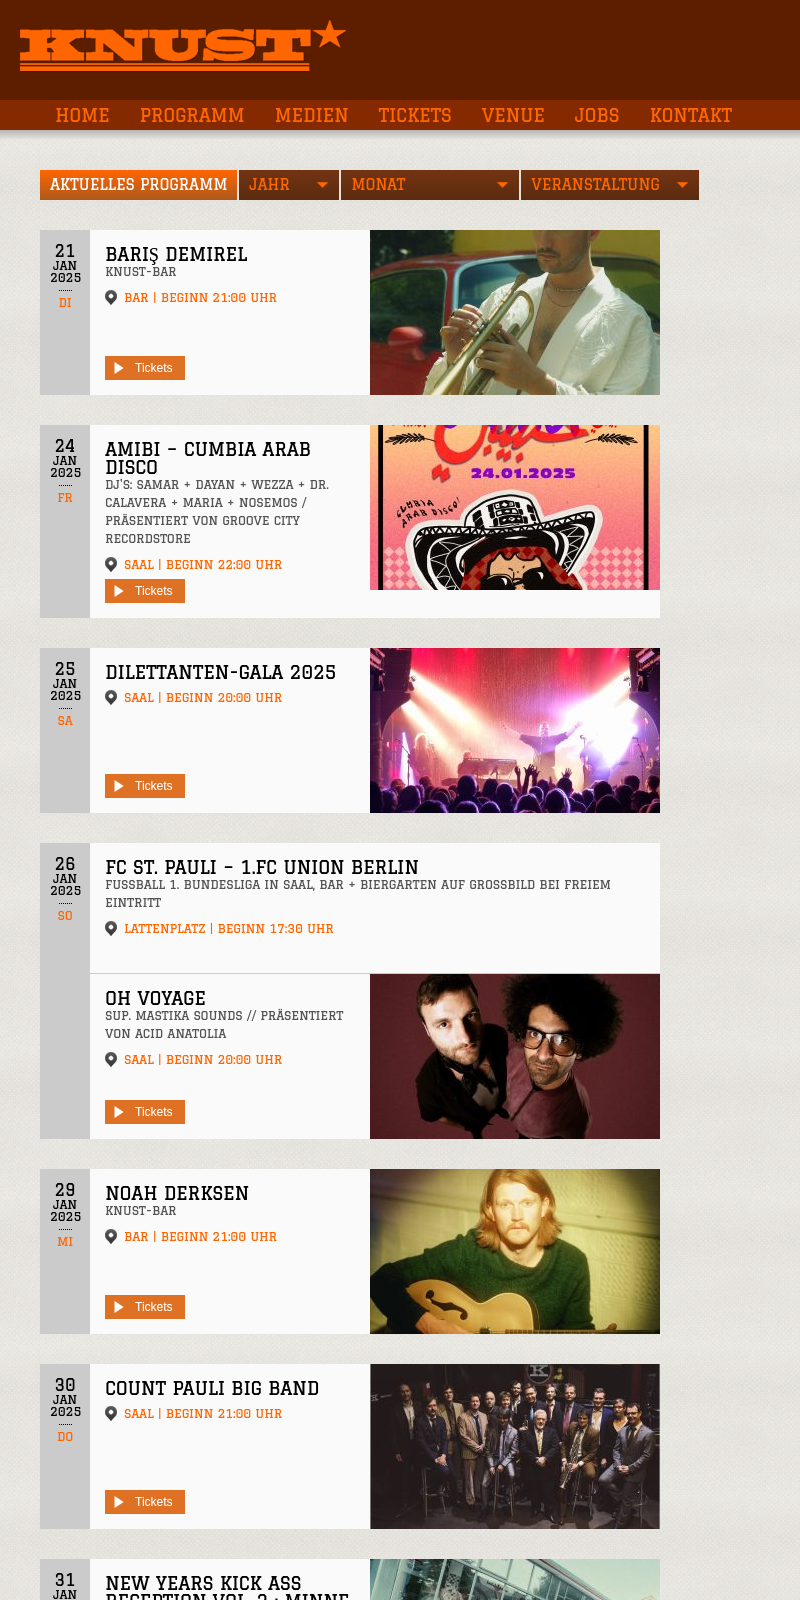 KNUST
HOME PROGRAMM MEDIEN TICKETS VENUE JOBS KONTAKT
AKTUELLES PROGRAMM JAHR MONAT VERANSTALTUNG
21
JAN
2025
DI
BARIŞ DEMIREL
KNUST-BAR
BAR | BEGINN 21:00 UHR
Tickets
24
JAN
2025
FR
AMIBI – CUMBIA ARAB
DISCO
DJ'S: SAMAR + DAYAN + WEZZA + DR.
CALAVERA + MARIA + NOSEMOS /
PRÄSENTIERT VON GROOVE CITY
RECORDSTORE
SAAL | BEGINN 22:00 UHR
Tickets
24.01.2025
CUMBIA
ARAB DISCO!
25
JAN
2025
SA
DILETTANTEN-GALA 2025
SAAL | BEGINN 20:00 UHR
Tickets
26
JAN
2025
SO
FC ST. PAULI – 1.FC UNION BERLIN
FUSSBALL 1. BUNDESLIGA IN SAAL, BAR + BIERGARTEN AUF GROSSBILD BEI FREIEM
EINTRITT
LATTENPLATZ | BEGINN 17:30 UHR
OH VOYAGE
SUP. MASTIKA SOUNDS // PRÄSENTIERT
VON ACID ANATOLIA
SAAL | BEGINN 20:00 UHR
Tickets
29
JAN
2025
MI
NOAH DERKSEN
KNUST-BAR
BAR | BEGINN 21:00 UHR
Tickets
30
JAN
2025
DO
COUNT PAULI BIG BAND
SAAL | BEGINN 21:00 UHR
Tickets
K
31
JAN
NEW YEARS KICK ASS
RECEPTION VOL. 2 : MINNE